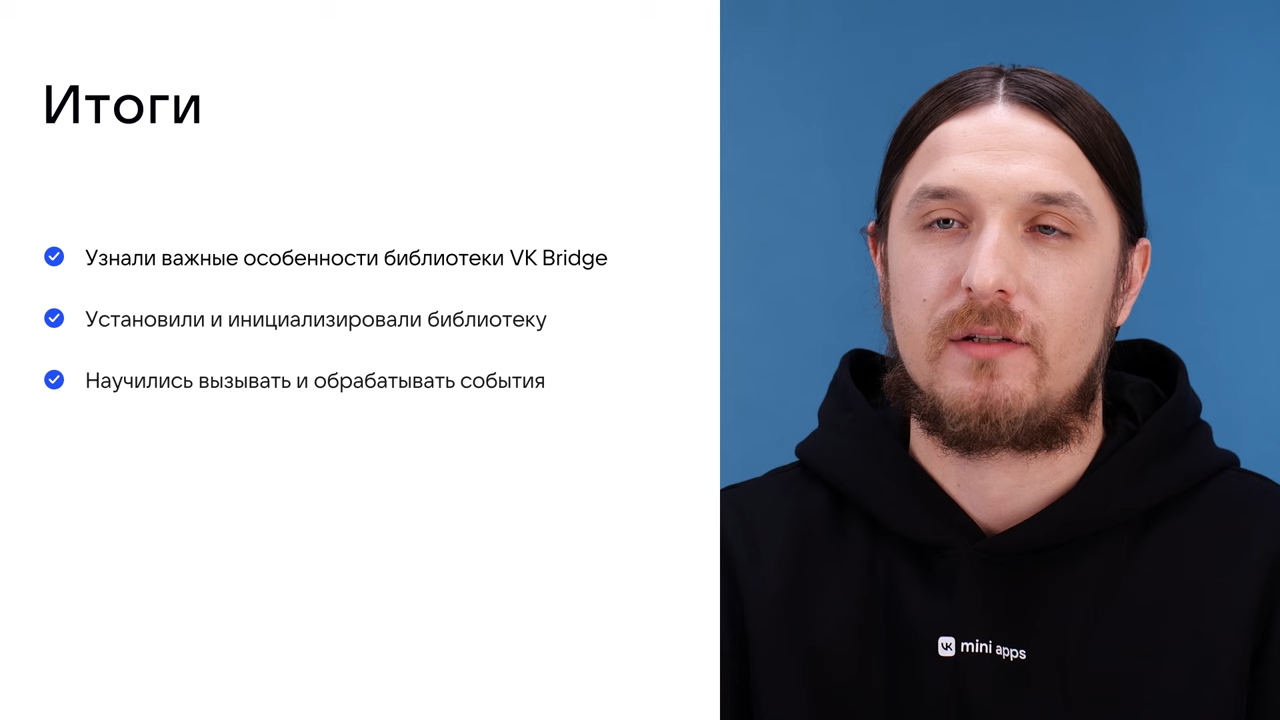 Итоги
Узнали важные особенности библиотеки VK Bridge
Установили и инициализировали библиотеку
Научились вызывать и обрабатывать события
VK mini apps